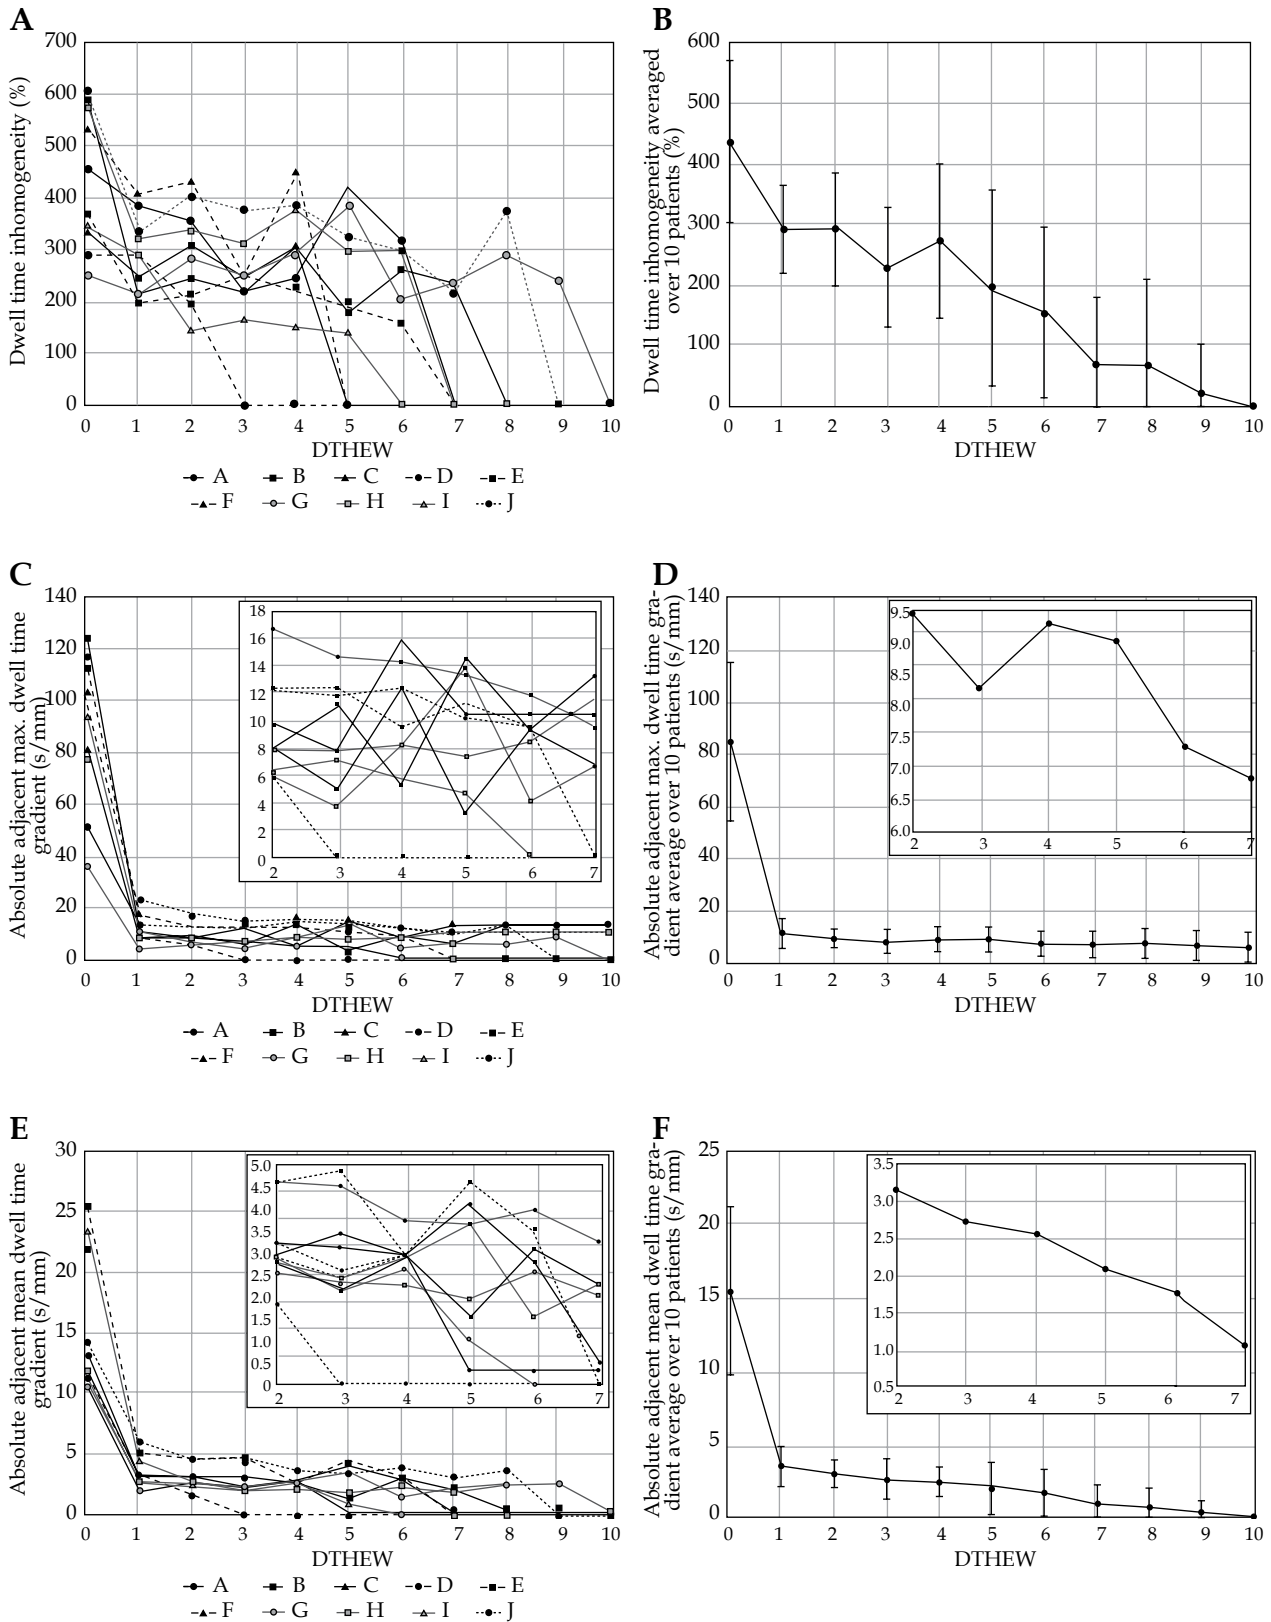 A
Dwell time inhomogeneity (%)
700
600
500
400
300
200
100
0
0 1 2 3 4 5 6 7 8 9 10
DTHEW
A B C D E
F G H I J
B
Dwell time inhomogeneity averaged
over 10 patients (%)
600
500
400
300
200
100
0
0 1 2 3 4 5 6 7 8 9 10
DTHEW
C
Absolute adjacent max. dwell time
gradient (s/mm)
140
120
100
80
60
40
20
0
0 1 2 3 4 5 6 7 8 9 10
18
16
14
12
10
8
6
4
2
0
2 3 4 5 6 7
DTHEW
A B C D E
F G H I J
D
Absolute adjacent max. dwell time gra-
dient average over 10 patients (s/mm)
140
120
100
80
60
40
20
0
0 1 2 3 4 5 6 7 8 9 10
9.5
9.0
8.5
8.0
7.0
6.5
6.0
2 3 4 5 6 7
DTHEW
E
Absolute adjacent mean dwell time
gradient (s/mm)
30
25
20
15
10
5
0
0 1 2 3 4 5 6 7 8 9 10
5.0
4.5
3.5
3.0
2.5
2.0
1.5
1.0
0.5
0
2 3 4 5 6 7
DTHEW
A B C D E
F G H I J
F
Absolute adjacent mean dwell time gra-
dient average over 10 patients (s/mm)
25
20
15
10
5
0
0 1 2 3 4 5 6 7 8 9 10
3.5
3.0
2.5
2.0
1.5
1.0
0.5
2 3 4 5 6 7
DTHEW